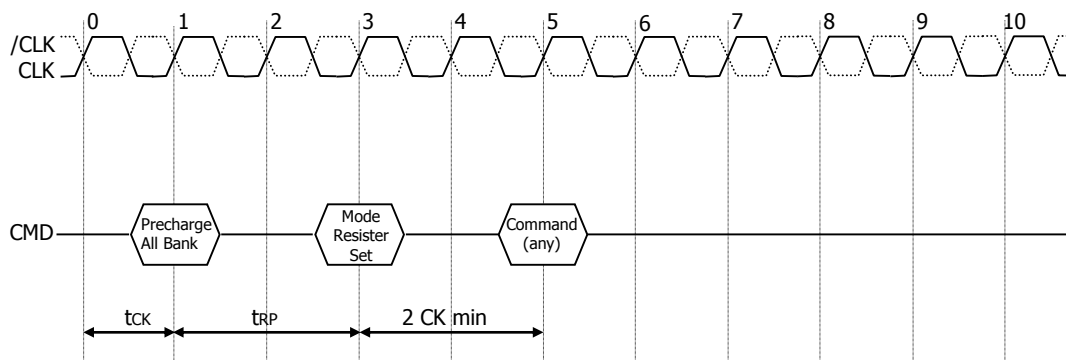 0 1 2 3 4 5 6 7 8 9 10
/CLK
CLK
CMD
Precharge
All Bank
Mode
Resister
Set
Command
(any)
tCK
tRP
2 CK min